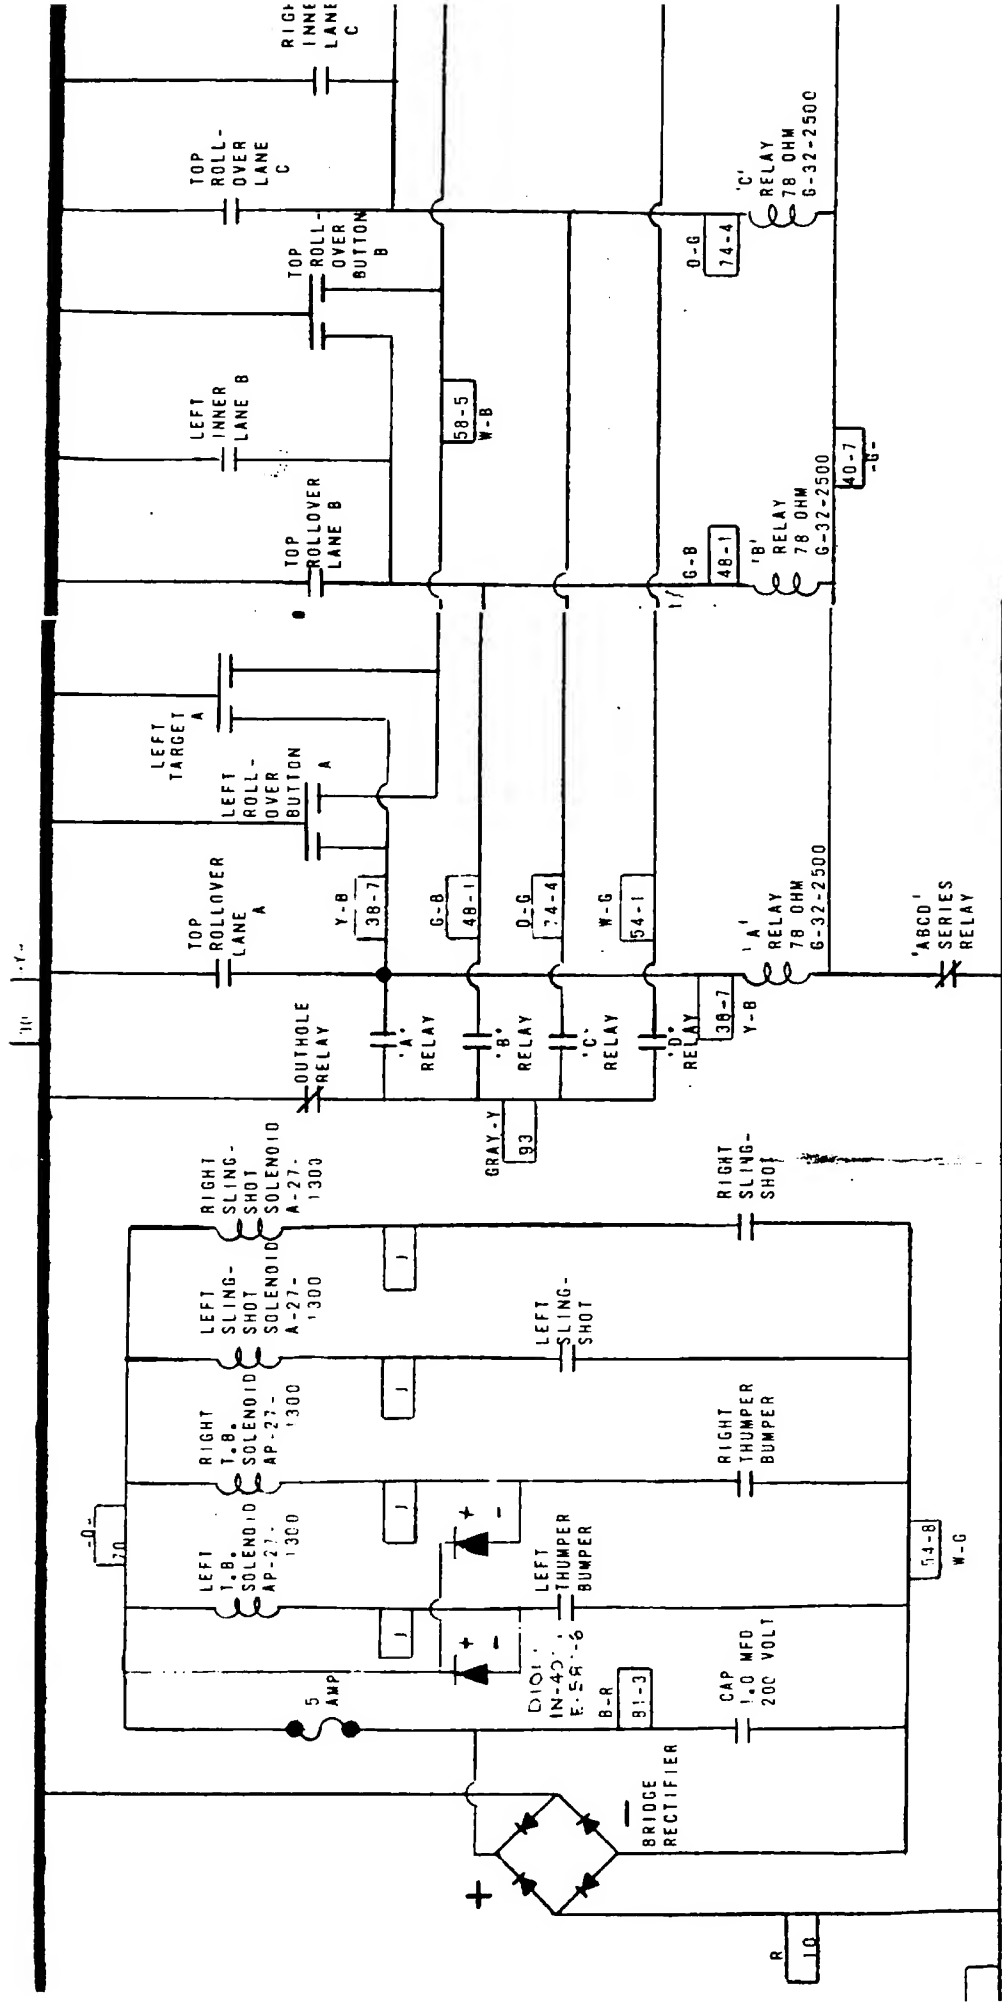 R
10
+
−
BRIDGE
RECTIFIER
5
AMP
B-R
B1-3
CAP
1.0 MFD
200 VOLT
-O-
70
LEFT
T.B.
SOLENOID
AP-27-
1300
J
+
−
LEFT
THUMPER
BUMPER
RIGHT
T.B.
SOLENOID
AP-27-
1300
J
+
−
RIGHT
THUMPER
BUMPER
54-8
W-G
LEFT
SLING-
SHOT
SOLENOID
A-27-
1300
J
LEFT
SLING-
SHOT
RIGHT
SLING-
SHOT
SOLENOID
A-27-
1300
J
RIGHT
SLING-
SHOT
OUTHOLE
RELAY
GRAY-Y
93
'A'
RELAY
'B'
RELAY
'C'
RELAY
'D'
RELAY
TOP
ROLLOVER
LANE
A
Y-B
38-7
G-B
48-1
O-G
74-4
W-G
54-1
38-7
Y-B
'A'
RELAY
78 OHM
G-32-2500
'ABCD'
SERIES
RELAY
LEFT
ROLL-
OVER
BUTTON
A
LEFT
TARGET
A
TOP
ROLLOVER
LANE B
G-B
48-1
'B'
RELAY
78 OHM
G-32-2500
40-7
-G-
LEFT
INNER
LANE B
58-5
W-B
TOP
ROLL-
OVER
BUTTON
B
TOP
ROLL-
OVER
LANE
C
O-G
74-4
'C'
RELAY
78 OHM
G-32-2500
LANE
C